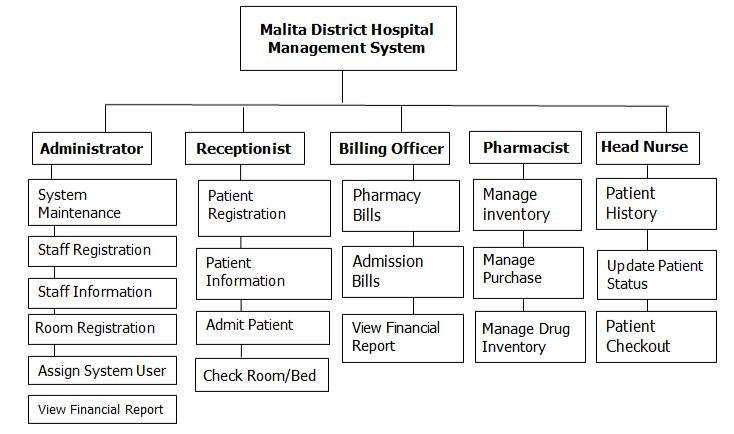 Malita District Hospital
Management System
Administrator
Receptionist
Billing Officer
Pharmacist
Head Nurse
System
Maintenance
Staff Registration
Staff Information
Room Registration
Assign System User
View Financial Report
Patient
Registration
Patient
Information
Admit Patient
Check Room/Bed
Pharmacy
Bills
Admission
Bills
View Financial
Report
Manage
inventory
Manage
Purchase
Manage Drug
Inventory
Patient
History
Update Patient
Status
Patient
Checkout